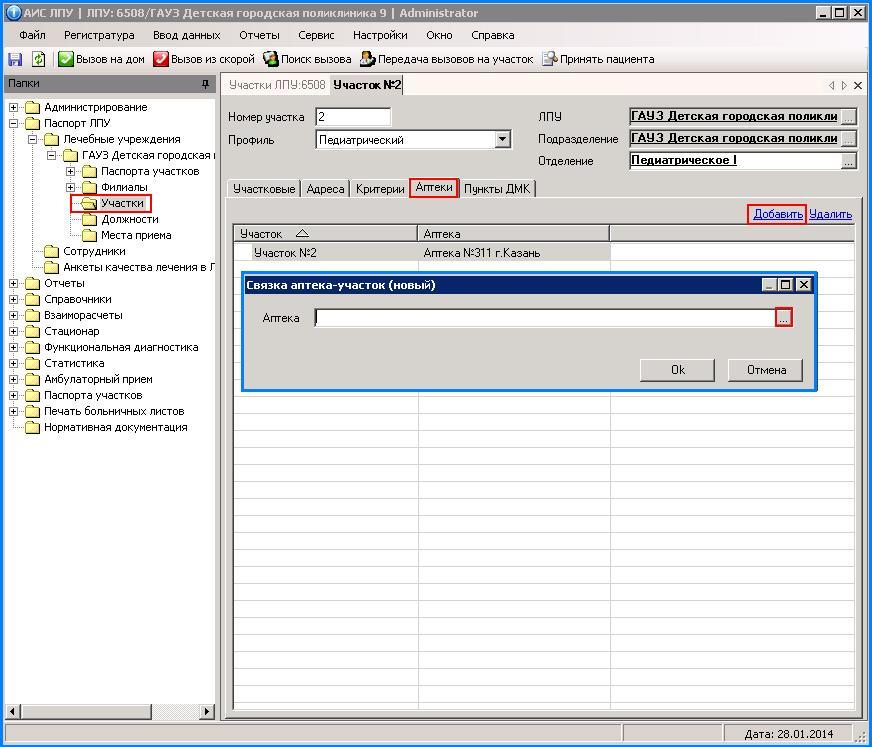 АИС ЛПУ | ЛПУ: 6508/ГАУЗ Детская городская поликлиника 9 | Administrator
Файл Регистратура Ввод данных Отчеты Сервис Настройки Окно Справка
Вызов на дом Вызов из скорой Поиск вызова Передача вызовов на участок Принять пациента
Папки
Администрирование
Паспорт ЛПУ
Лечебные учреждения
ГАУЗ Детская городская
Паспорта участков
Филиалы
Участки
Должности
Места приема
Сотрудники
Анкеты качества лечения в
Отчеты
Справочники
Взаиморасчеты
Стационар
Функциональная диагностика
Статистика
Амбулаторный прием
Паспорта участков
Печать больничных листов
Нормативная документация
Участки ЛПУ:6508 Участок №2
Номер участка 2
Профиль Педиатрический
ЛПУ ГАУЗ Детская городская поликли ...
Подразделение ГАУЗ Детская городская поликли ...
Отделение Педиатрическое I ...
Участковые Адреса Критерии Аптеки Пункты ДМК
Добавить Удалить
Участок Аптека
Участок №2 Аптека №311 г.Казань
Связка аптека-участок (новый)
Аптека ...
Ok Отмена
Дата: 28.01.2014